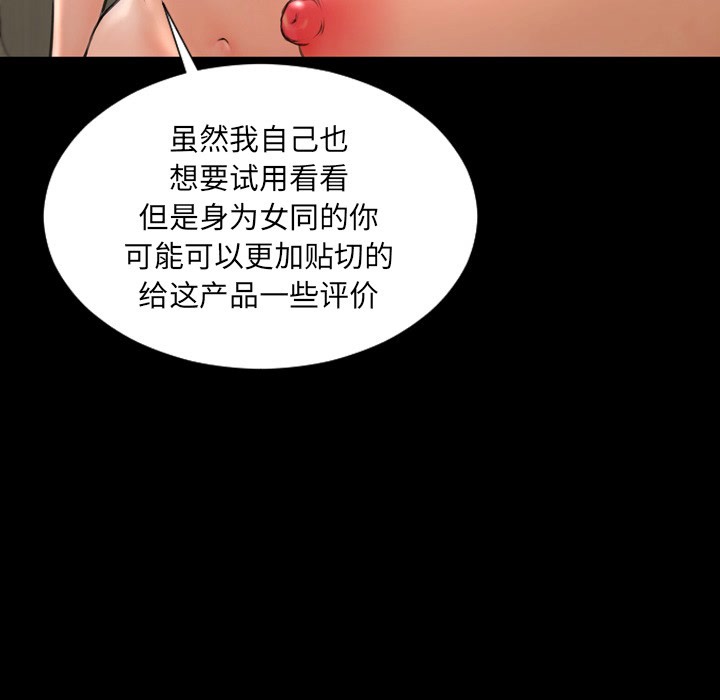 虽然我自己也
想要试用看看
但是身为女同的你
可能可以更加贴切的
给这产品一些评价